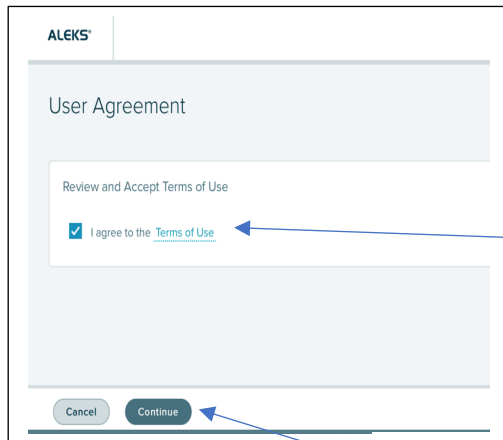 ALEKS®
User Agreement
Review and Accept Terms of Use
I agree to the Terms of Use
Cancel Continue